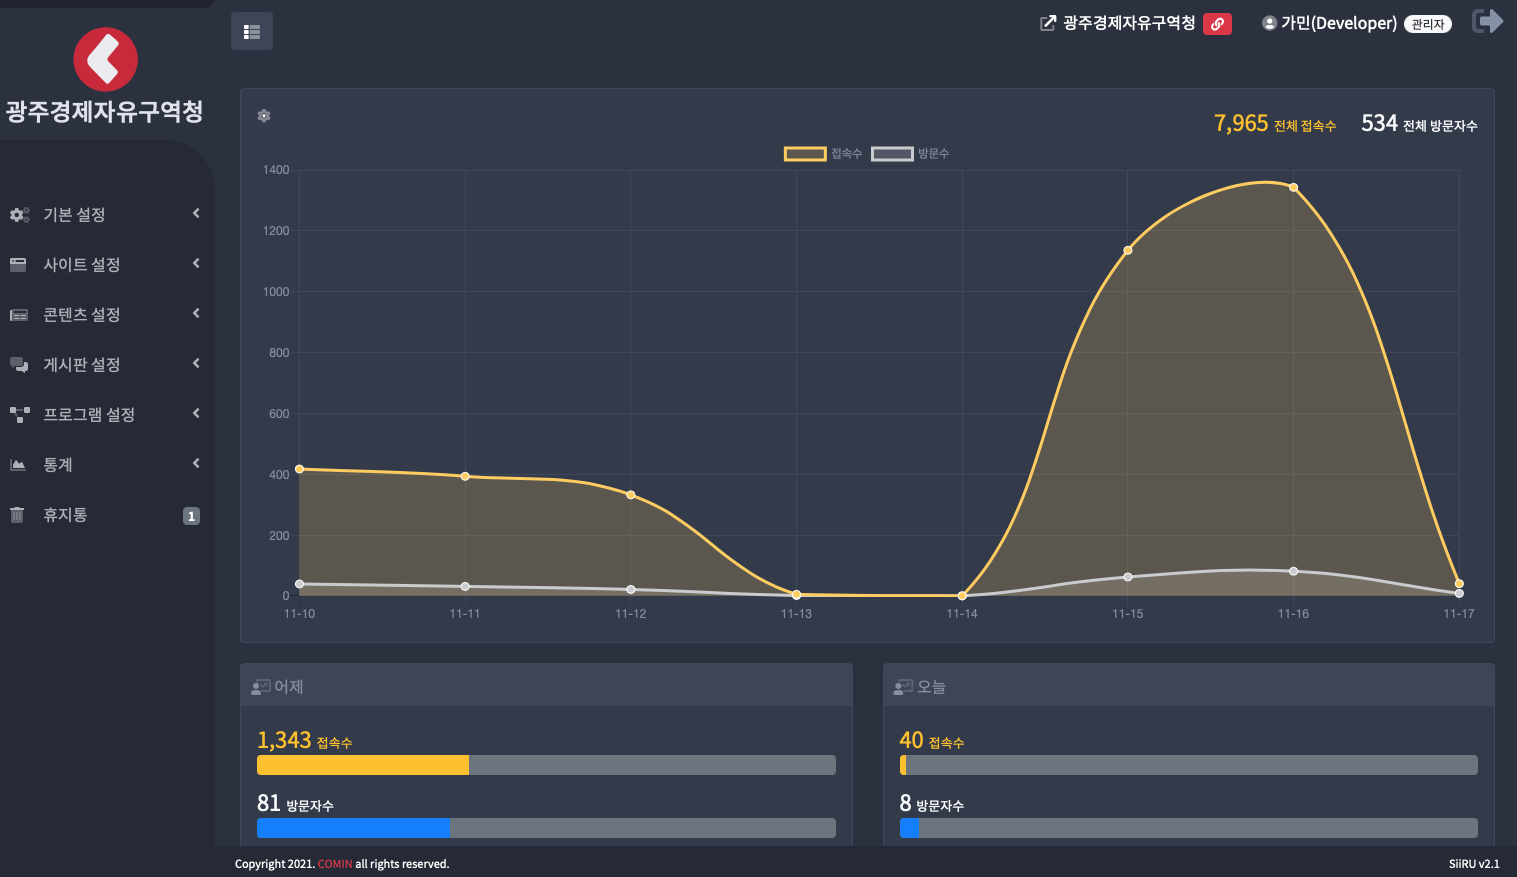 광주경제자유구역청
기본 설정
사이트 설정
콘텐츠 설정
게시판 설정
프로그램 설정
통계
휴지통 1
광주경제자유구역청
가민(Developer) 관리자
7,965 전체 접속수 534 전체 방문자수
접속수 방문수
1400
1200
1000
800
600
400
200
0
11-10 11-11 11-12 11-13 11-14 11-15 11-16 11-17
어제
1,343 접속수
81 방문자수
오늘
40 접속수
8 방문자수
Copyright 2021. COMIN all rights reserved.
SiiRU v2.1